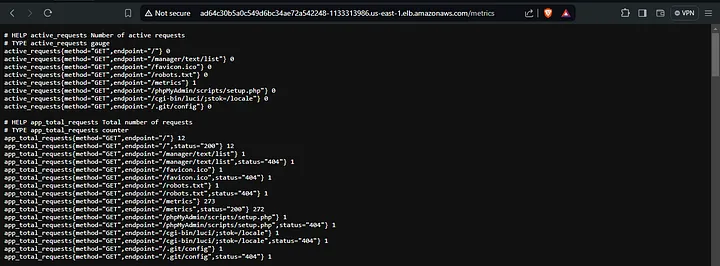 Not secure ad64c30b5a0c549d6bc34ae72a542248-1133313986.us-east-1.elb.amazonaws.com/metrics VPN
# HELP active_requests Number of active requests
# TYPE active_requests gauge
active_requests{method="GET",endpoint="/"} 0
active_requests{method="GET",endpoint="/manager/text/list"} 0
active_requests{method="GET",endpoint="/favicon.ico"} 0
active_requests{method="GET",endpoint="/robots.txt"} 0
active_requests{method="GET",endpoint="/metrics"} 1
active_requests{method="GET",endpoint="/phpMyAdmin/scripts/setup.php"} 0
active_requests{method="GET",endpoint="/cgi-bin/luci/;stok=/locale"} 0
active_requests{method="GET",endpoint="/.git/config"} 0
# HELP app_total_requests Total number of requests
# TYPE app_total_requests counter
app_total_requests{method="GET",endpoint="/"} 12
app_total_requests{method="GET",endpoint="/",status="200"} 12
app_total_requests{method="GET",endpoint="/manager/text/list"} 1
app_total_requests{method="GET",endpoint="/manager/text/list",status="404"} 1
app_total_requests{method="GET",endpoint="/favicon.ico"} 1
app_total_requests{method="GET",endpoint="/favicon.ico",status="404"} 1
app_total_requests{method="GET",endpoint="/robots.txt"} 1
app_total_requests{method="GET",endpoint="/robots.txt",status="404"} 1
app_total_requests{method="GET",endpoint="/metrics"} 273
app_total_requests{method="GET",endpoint="/metrics",status="200"} 272
app_total_requests{method="GET",endpoint="/phpMyAdmin/scripts/setup.php"} 1
app_total_requests{method="GET",endpoint="/phpMyAdmin/scripts/setup.php",status="404"} 1
app_total_requests{method="GET",endpoint="/cgi-bin/luci/;stok=/locale"} 1
app_total_requests{method="GET",endpoint="/cgi-bin/luci/;stok=/locale",status="404"} 1
app_total_requests{method="GET",endpoint="/.git/config"} 1
app_total_requests{method="GET",endpoint="/.git/config",status="404"} 1